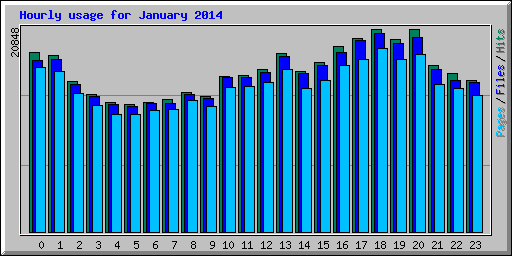 Hourly usage for January 2014
20848
Pages / Files / Hits
0 1 2 3 4 5 6 7 8 9 10 11 12 13 14 15 16 17 18 19 20 21 22 23